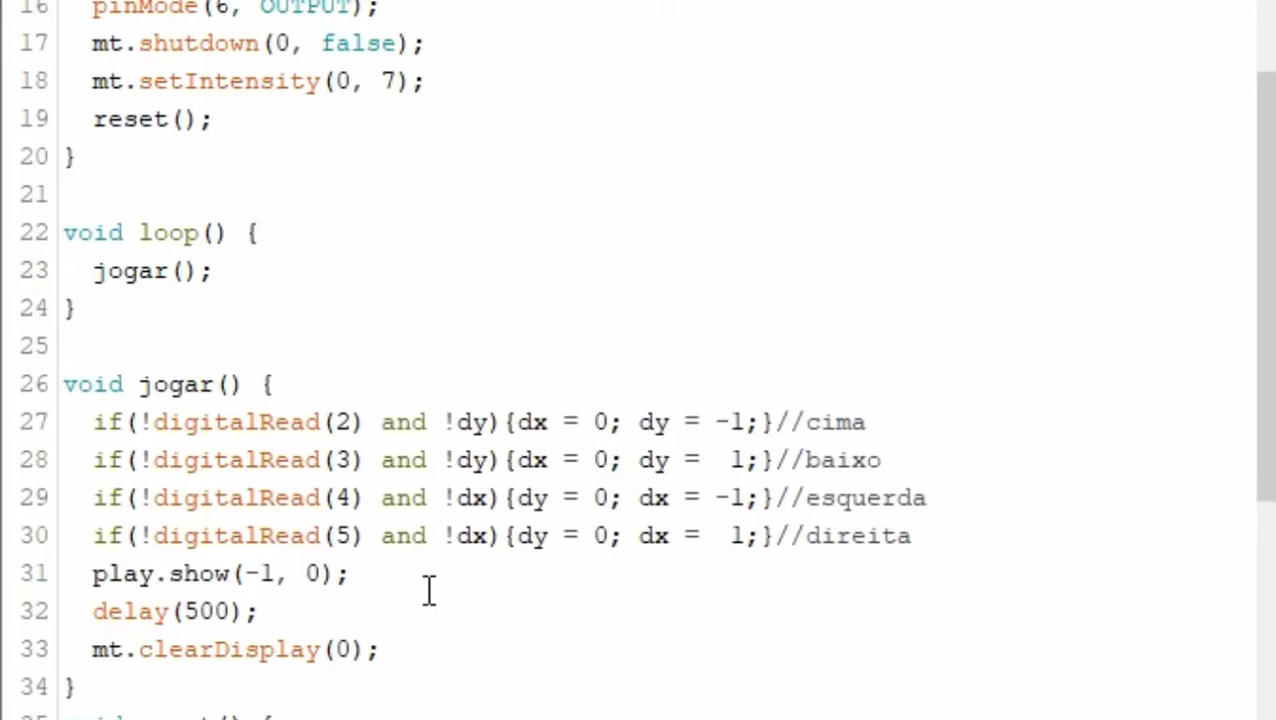 16 pinMode(6, OUTPUT);
17 mt.shutdown(0, false);
18 mt.setIntensity(0, 7);
19 reset();
20 }
21
22 void loop() {
23 jogar();
24 }
25
26 void jogar() {
27 if(!digitalRead(2) and !dy){dx = 0; dy = -1;}//cima
28 if(!digitalRead(3) and !dy){dx = 0; dy =  1;}//baixo
29 if(!digitalRead(4) and !dx){dy = 0; dx = -1;}//esquerda
30 if(!digitalRead(5) and !dx){dy = 0; dx =  1;}//direita
31 play.show(-1, 0);
32 delay(500);
33 mt.clearDisplay(0);
34 }